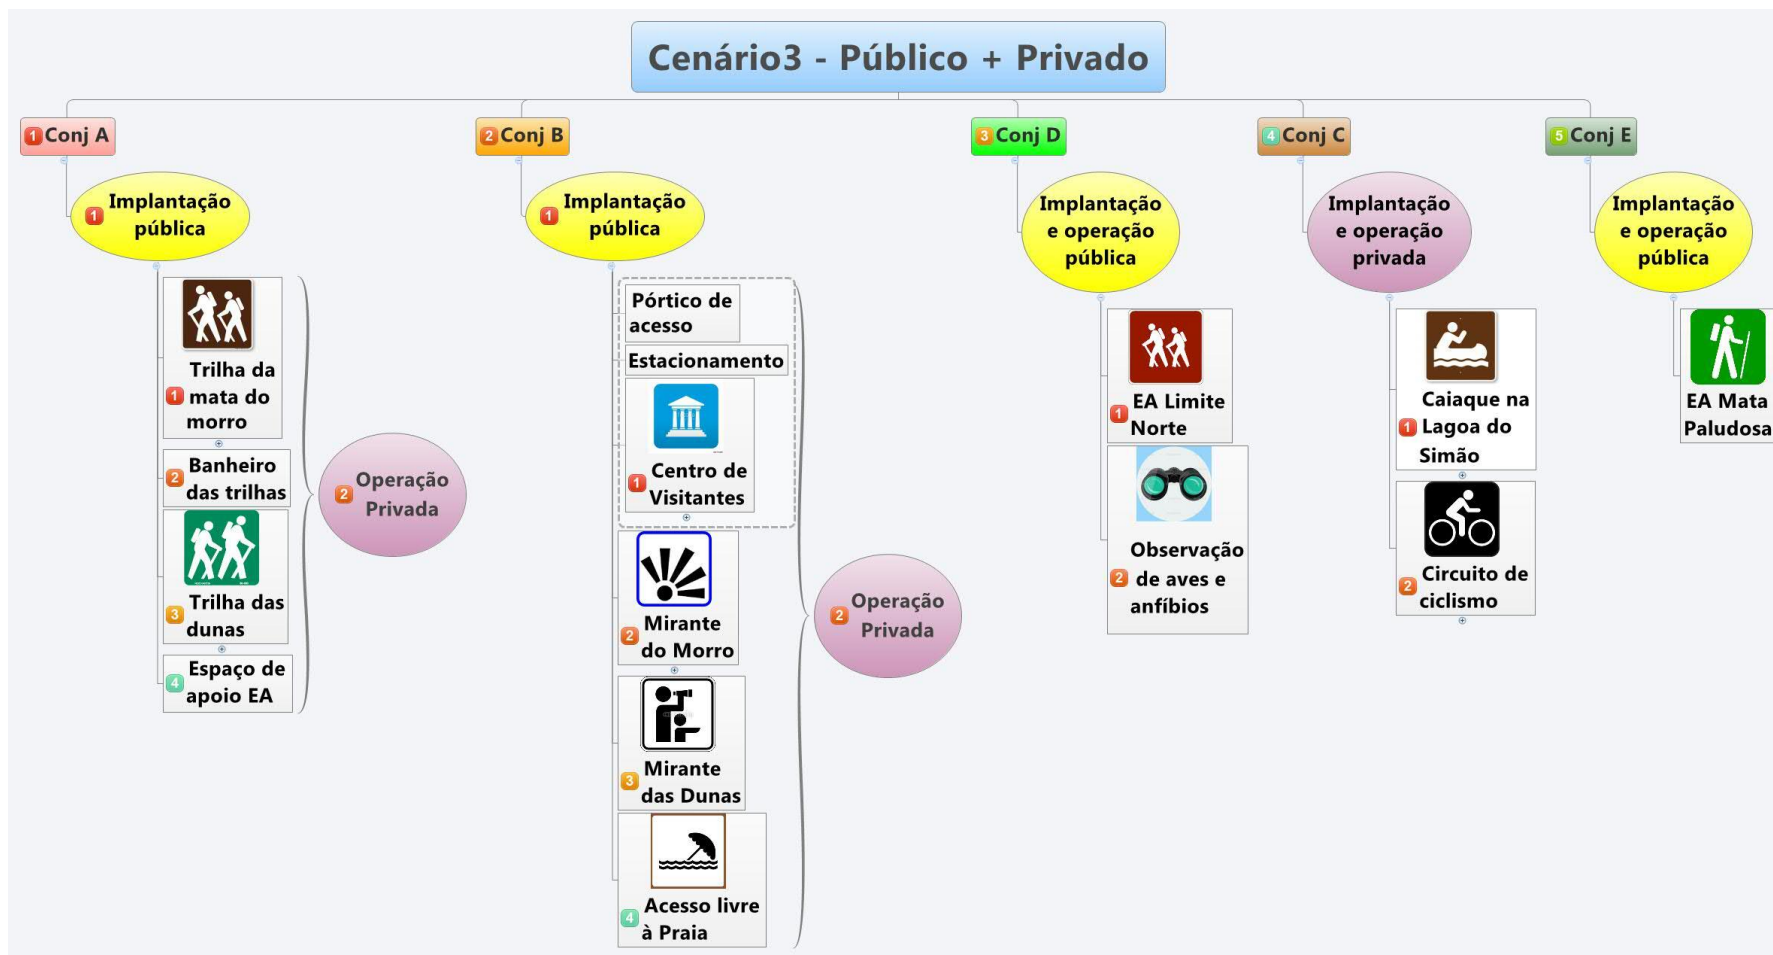 Cenário3 - Público + Privado
1 Conj A
2 Conj B
3 Conj D
4 Conj C
5 Conj E
1 Implantação
pública
1 Trilha da
mata do
morro
2 Banheiro
das trilhas
3 Trilha das
dunas
4 Espaço de
apoio EA
2 Operação
Privada
1 Implantação
pública
Pórtico de
acesso
Estacionamento
1 Centro de
Visitantes
2 Mirante
do Morro
3 Mirante
das Dunas
4 Acesso livre
à Praia
2 Operação
Privada
Implantação
e operação
pública
1 EA Limite
Norte
2 Observação
de aves e
anfíbios
Implantação
e operação
privada
1 Caiaque na
Lagoa do
Simão
2 Circuito de
ciclismo
Implantação
e operação
pública
EA Mata
Paludosa